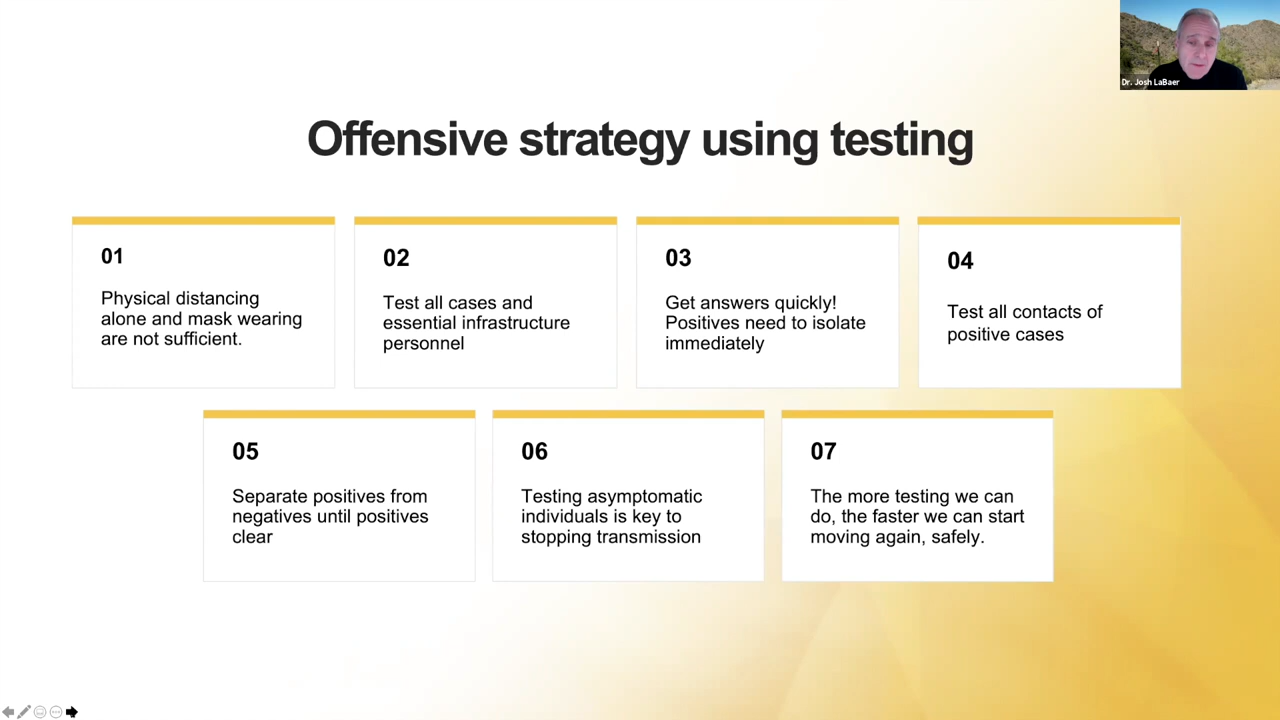 Dr. Josh LaBaer
Offensive strategy using testing
01
Physical distancing
alone and mask wearing
are not sufficient.
02
Test all cases and
essential infrastructure
personnel
03
Get answers quickly!
Positives need to isolate
immediately
04
Test all contacts of
positive cases
05
Separate positives from
negatives until positives
clear
06
Testing asymptomatic
individuals is key to
stopping transmission
07
The more testing we can
do, the faster we can start
moving again, safely.